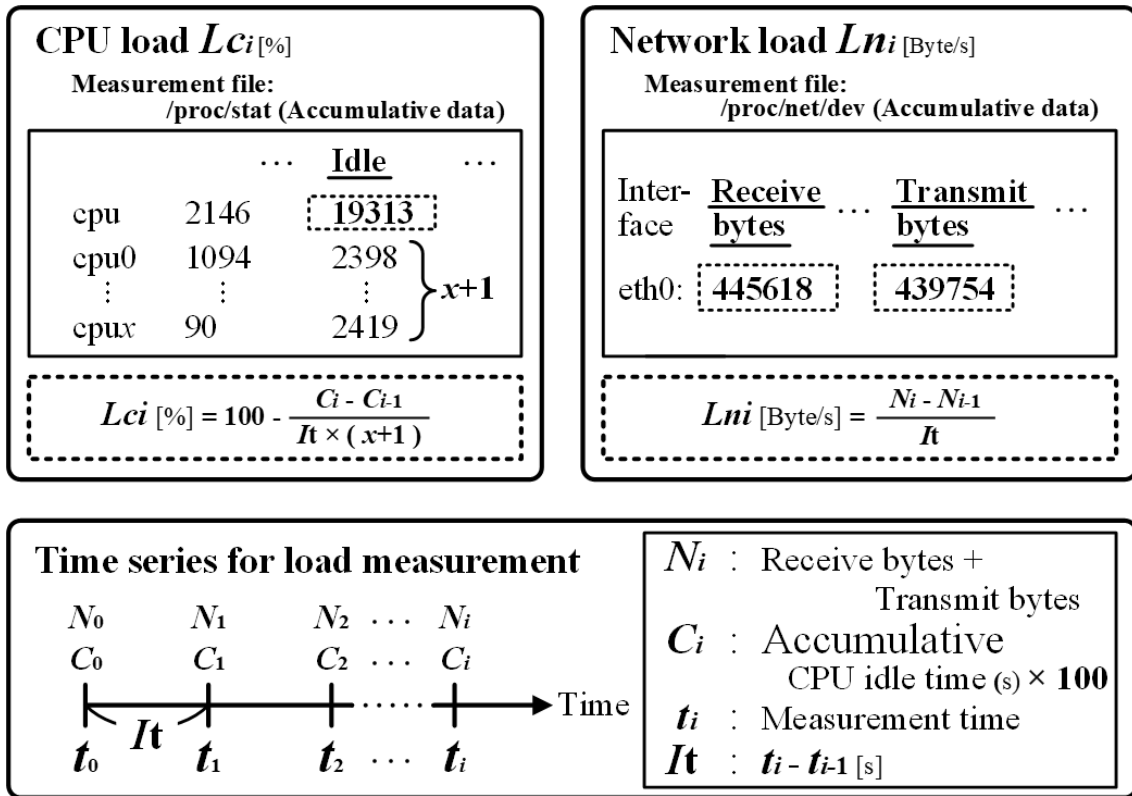 CPU load Lci [%]
Measurement file:
/proc/stat (Accumulative data)
··· Idle ···
cpu 2146 19313
cpu0 1094 2398
⋮ ⋮ ⋮ x+1
cpux 90 2419
Lci [%] = 100 - (Ci - Ci-1) / (It × ( x+1 ))
Network load Lni [Byte/s]
Measurement file:
/proc/net/dev (Accumulative data)
Inter- Receive ··· Transmit ···
face bytes bytes
eth0: 445618 439754
Lni [Byte/s] = (Ni - Ni-1) / It
Time series for load measurement
N0 N1 N2 ··· Ni
C0 C1 C2 ··· Ci
Time
It
t0 t1 t2 ··· ti
Ni : Receive bytes +
Transmit bytes
Ci : Accumulative
CPU idle time (s) × 100
ti : Measurement time
It : ti - ti-1 [s]